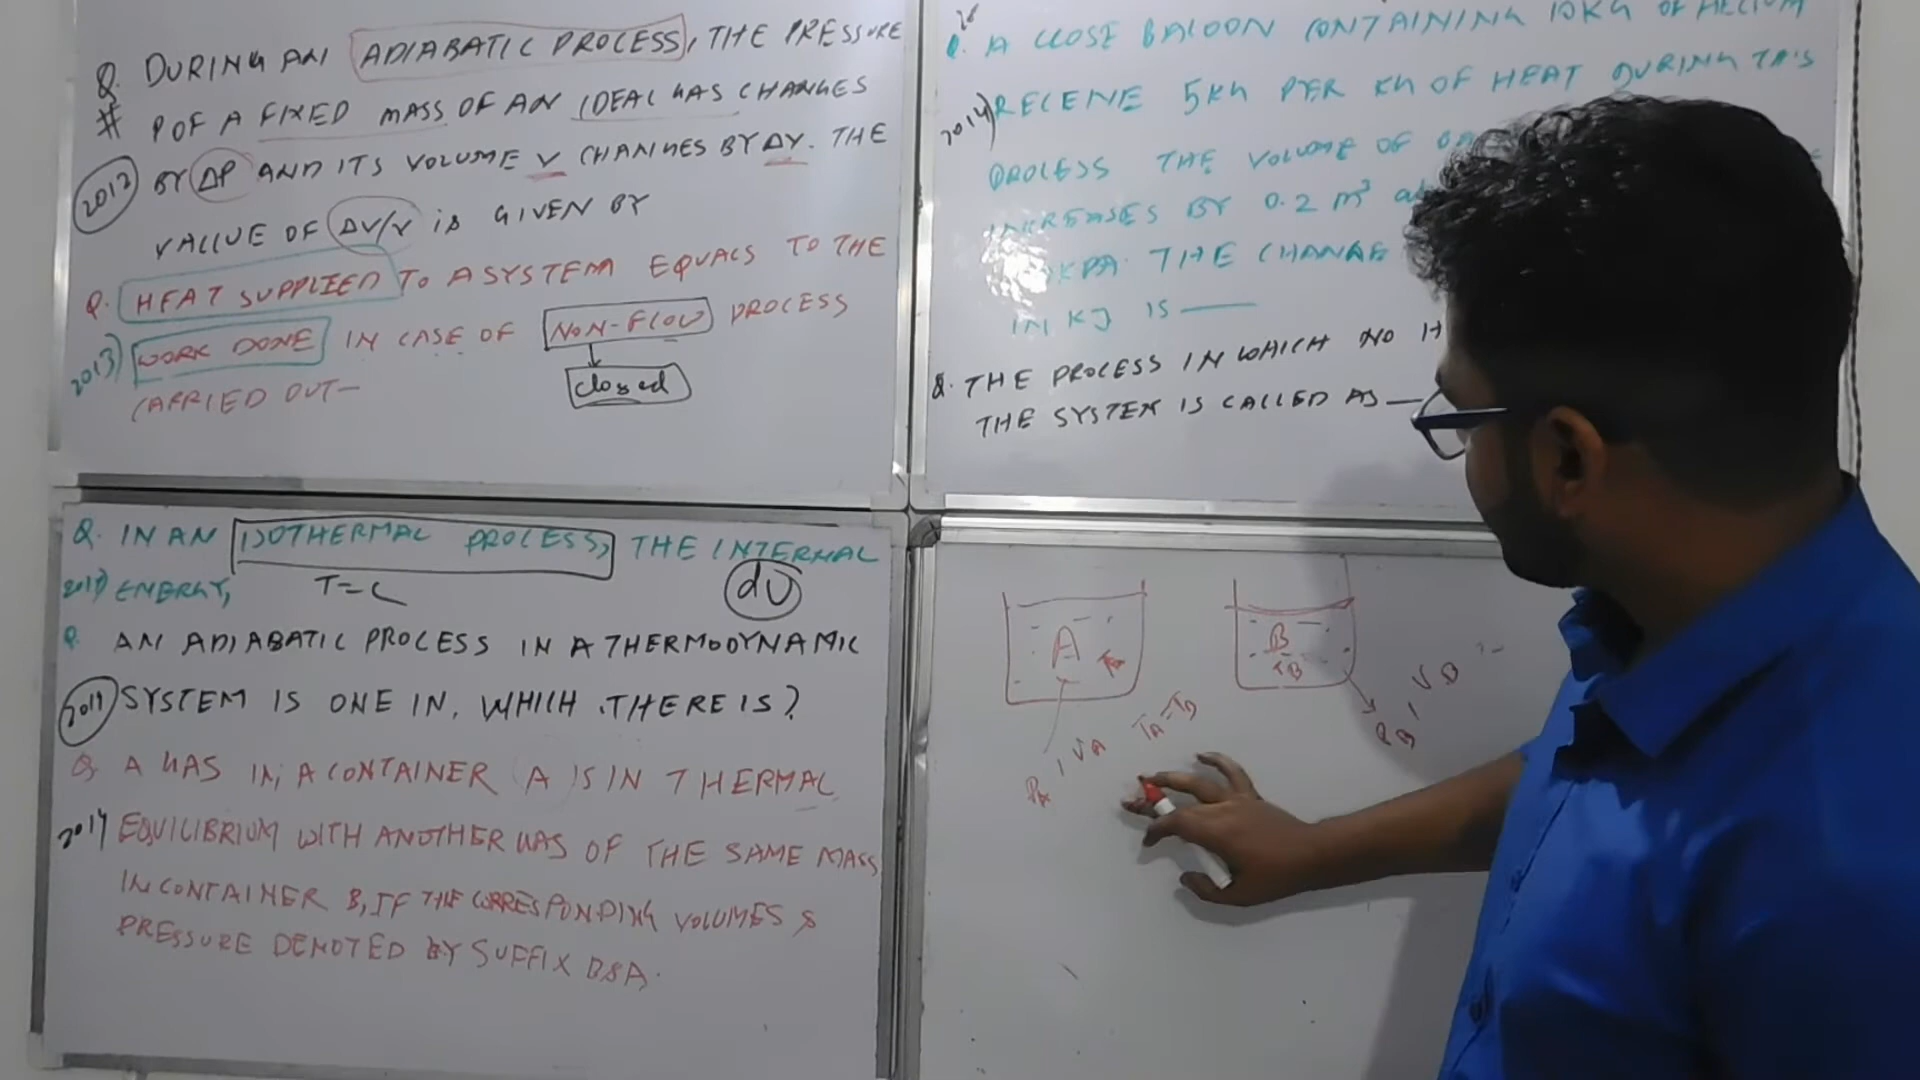 Q. DURING AN ADIABATIC PROCESS, THE PRESSURE
# P OF A FIXED MASS OF AN IDEAL GAS CHANGES
2012 BY ΔP AND ITS VOLUME V CHANGES BY ΔV. THE
VALUE OF ΔV/V IS GIVEN BY
Q. HEAT SUPPLIED TO A SYSTEM EQUALS TO THE
2013) WORK DONE IN CASE OF NON-FLOW PROCESS
CARRIED OUT-
closed
Q. A CLOSE BALOON CONTAINING 10KG OF HELIUM
2014) RECEIVE 5KG PER KG OF HEAT DURING THIS
PROCESS THE VOLUME OF
INCREASES BY 0.2 m³
KPA. THE CHANGE
IN KJ IS —
Q. THE PROCESS IN WHICH NO
THE SYSTEM IS CALLED AS —
Q. IN AN ISOTHERMAL PROCESS, THE INTERNAL
ENERGY, T=C dU
Q. AN ADIABATIC PROCESS IN A THERMODYNAMIC
2011 SYSTEM IS ONE IN, WHICH THERE IS?
Q. A GAS IN, A CONTAINER A IS IN THERMAL
2014 EQUILIBRIUM WITH ANOTHER GAS OF THE SAME MASS
IN CONTAINER B, IF THE CORRESPONDING VOLUMES &
PRESSURE DENOTED BY SUFFIX B&A.
A
B
TB
TA=TB
PA, VA
PB, VB